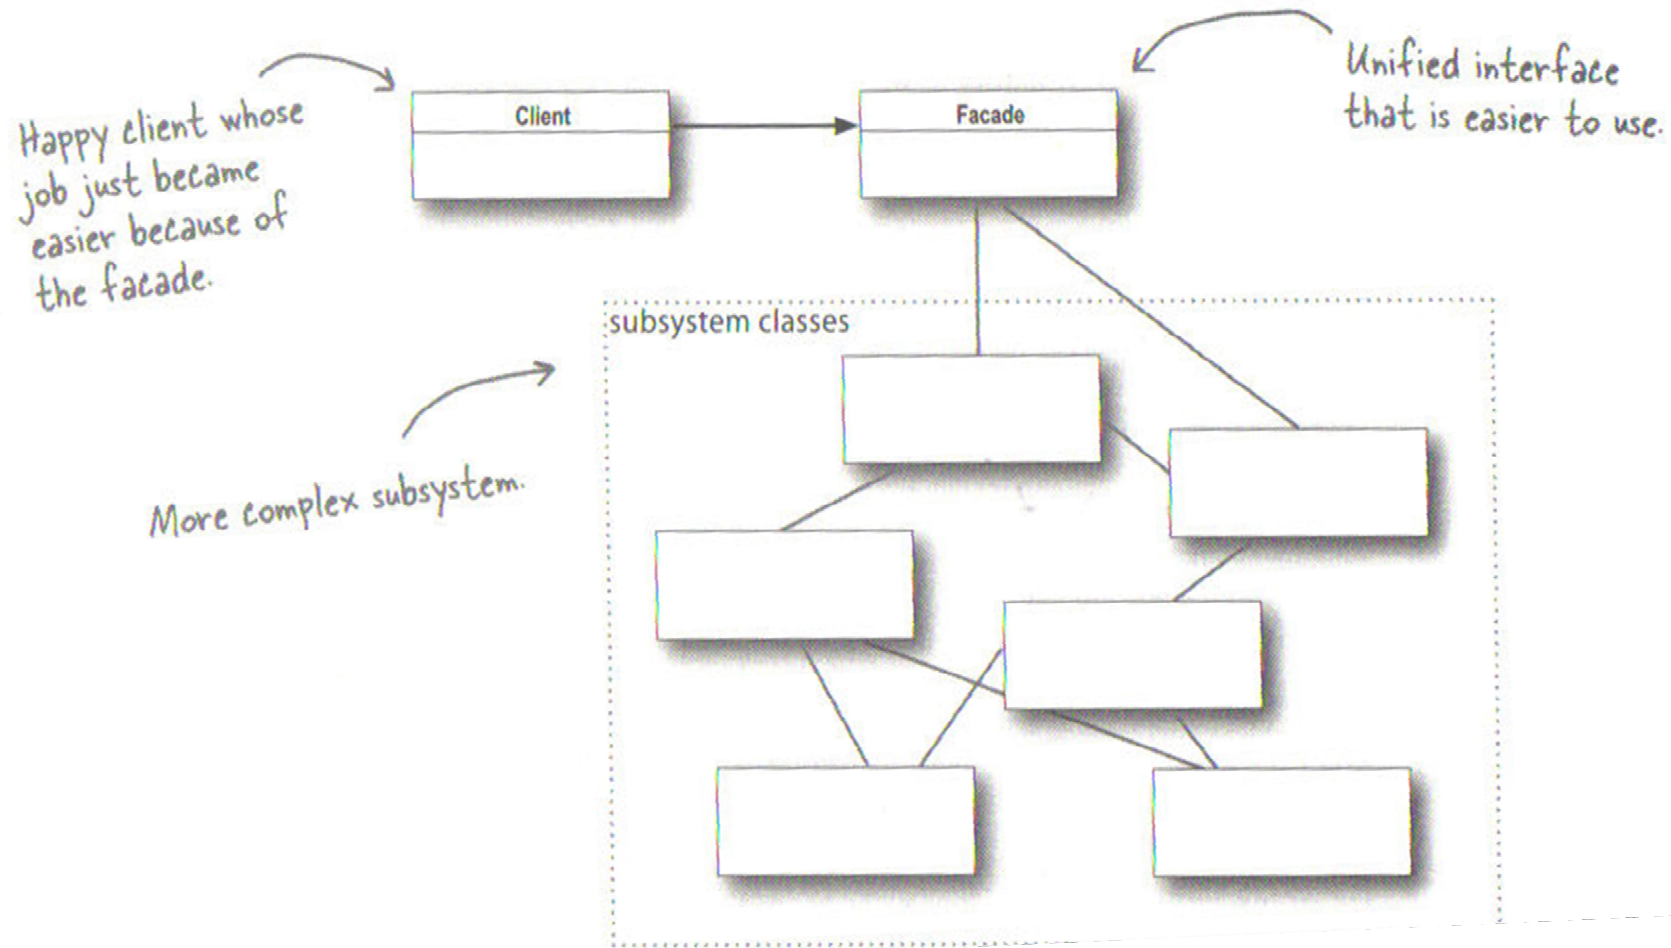 Happy client whose
job just became
easier because of
the facade.
Client
Facade
Unified interface
that is easier to use.
subsystem classes
More complex subsystem.